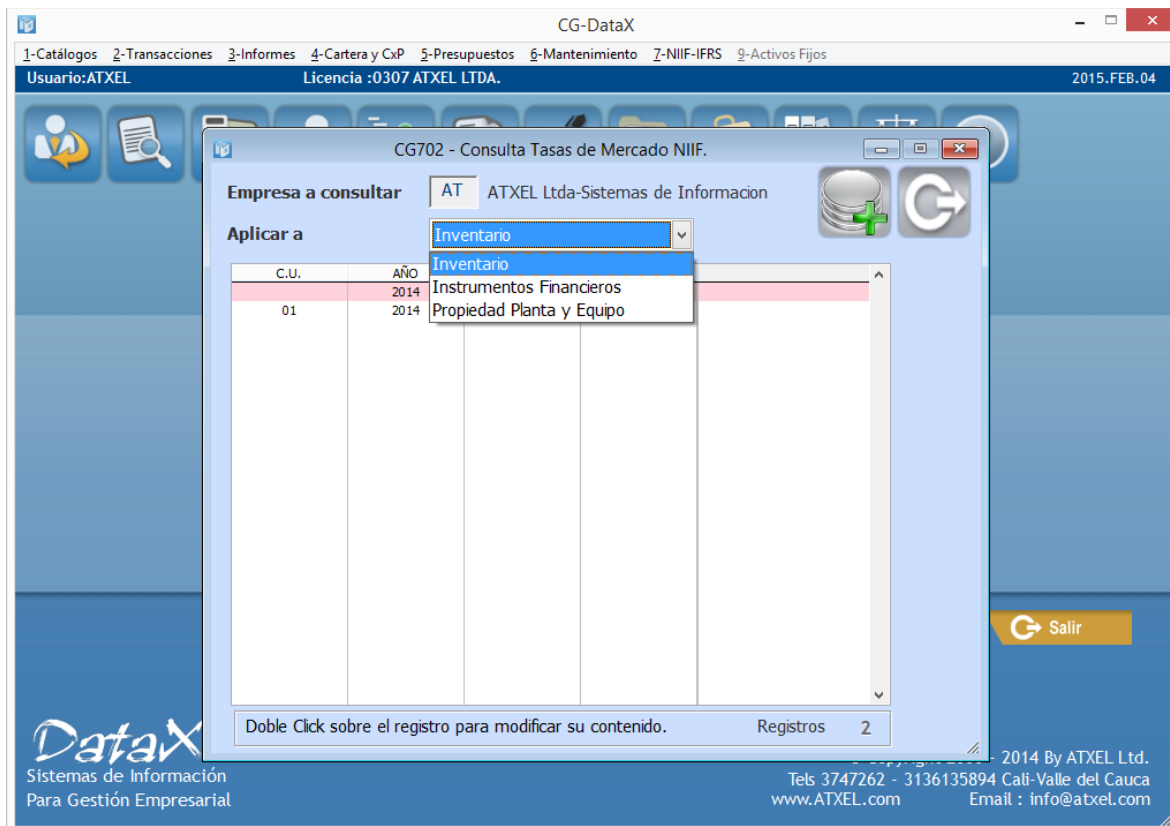 CG-DataX
1-Catálogos 2-Transacciones 3-Informes 4-Cartera y CxP 5-Presupuestos 6-Mantenimiento 7-NIIF-IFRS 9-Activos Fijos
Usuario:ATXEL Licencia :0307 ATXEL LTDA. 2015.FEB.04
CG702 - Consulta Tasas de Mercado NIIF.
Empresa a consultar AT ATXEL Ltda-Sistemas de Informacion
Aplicar a Inventario
Inventario
Instrumentos Financieros
Propiedad Planta y Equipo
C.U. AÑO
2014
01 2014
Salir
Doble Click sobre el registro para modificar su contenido. Registros 2
DataX
Sistemas de Información
Para Gestión Empresarial
- 2014 By ATXEL Ltd.
Tels 3747262 - 3136135894 Cali-Valle del Cauca
www.ATXEL.com Email : info@atxel.com